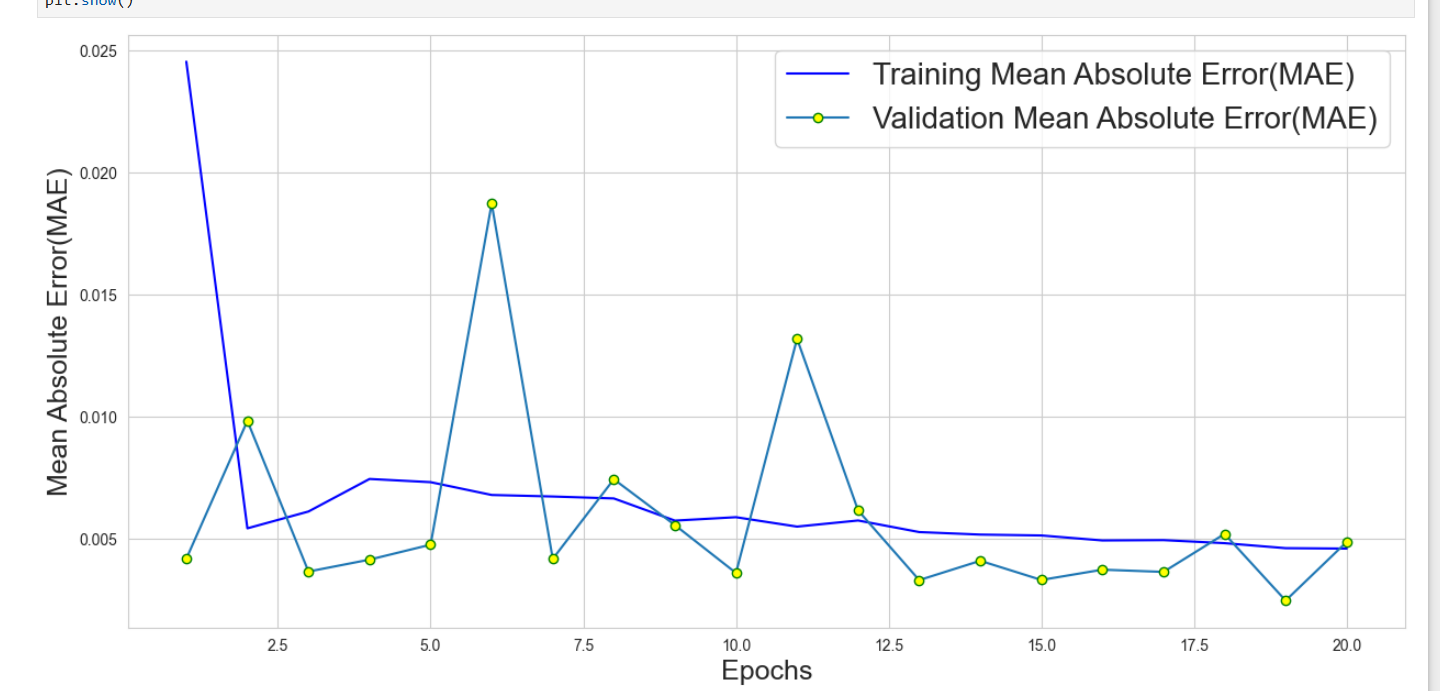 plt.show()
Training Mean Absolute Error(MAE)
Validation Mean Absolute Error(MAE)
Mean Absolute Error(MAE)
0.025
0.020
0.015
0.010
0.005
2.5 5.0 7.5 10.0 12.5 15.0 17.5 20.0
Epochs